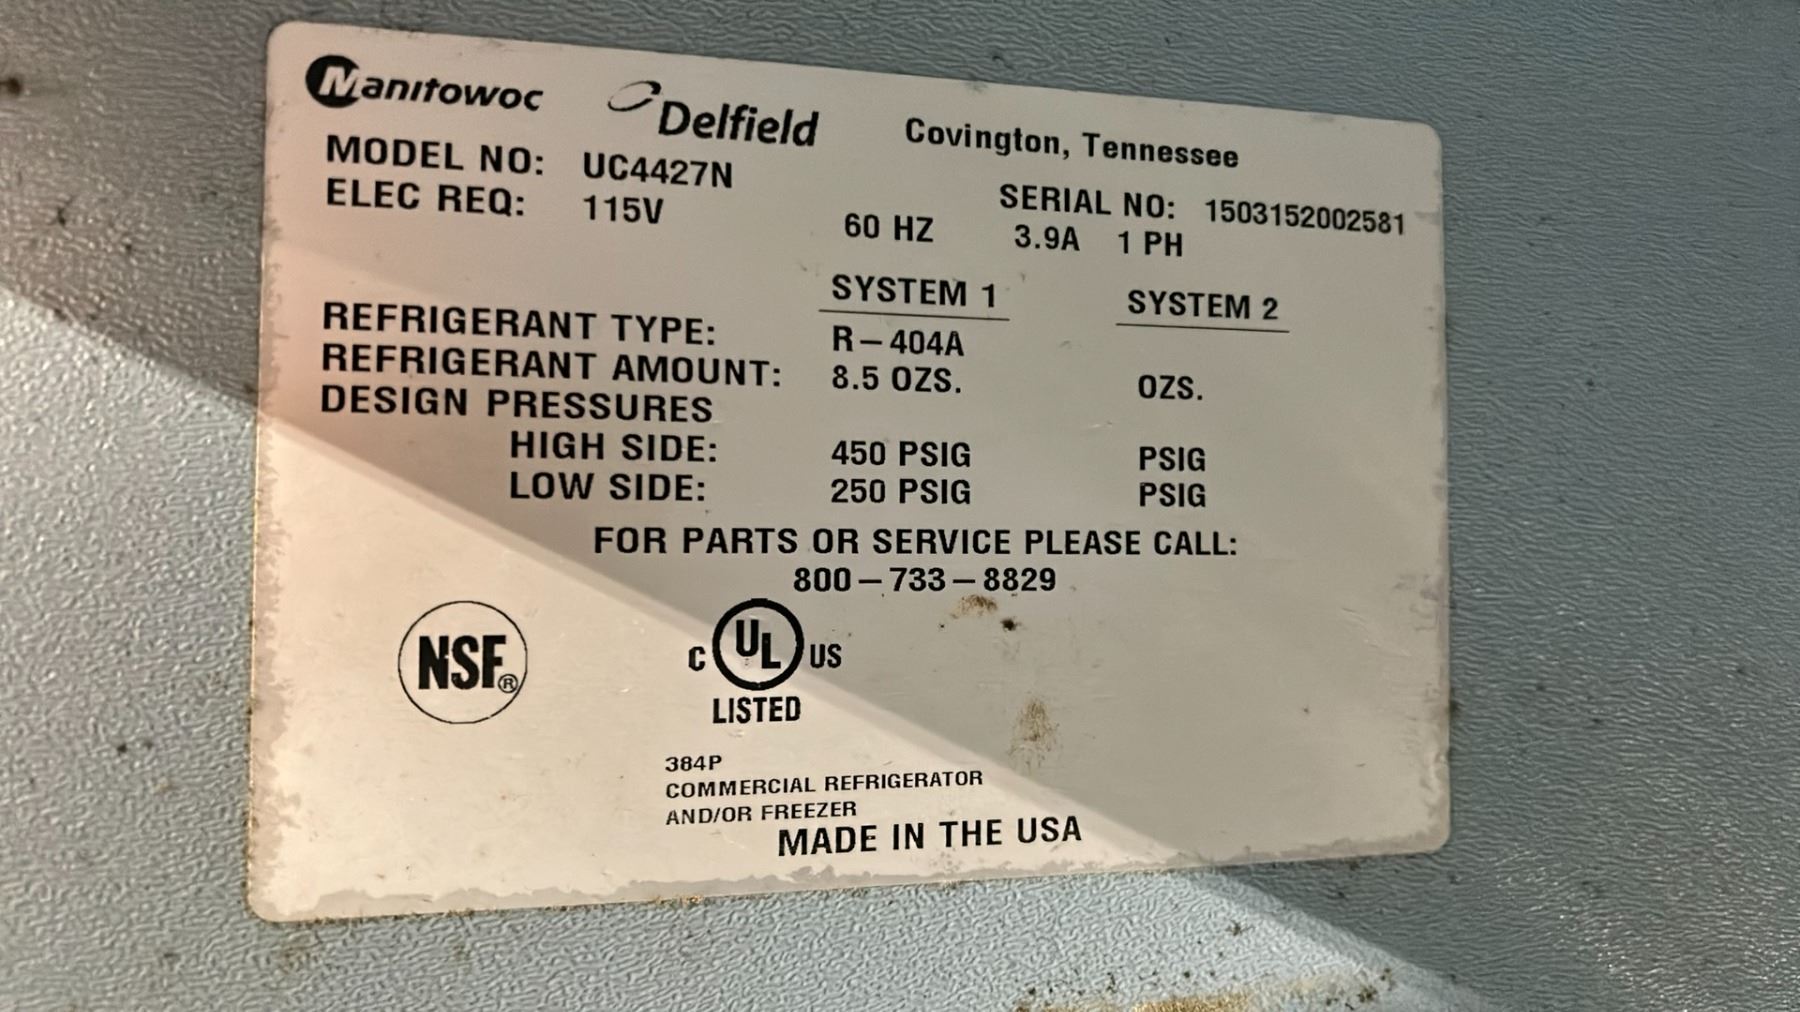 Manitowoc Delfield Covington, Tennessee
MODEL NO: UC4427N SERIAL NO: 1503152002581
ELEC REQ: 115V 60 HZ 3.9A 1 PH
SYSTEM 1 SYSTEM 2
REFRIGERANT TYPE: R-404A
REFRIGERANT AMOUNT: 8.5 OZS. OZS.
DESIGN PRESSURES
HIGH SIDE: 450 PSIG PSIG
LOW SIDE: 250 PSIG PSIG
FOR PARTS OR SERVICE PLEASE CALL:
800-733-8829
NSF®
C UL US
LISTED
384P
COMMERCIAL REFRIGERATOR
AND/OR FREEZER
MADE IN THE USA